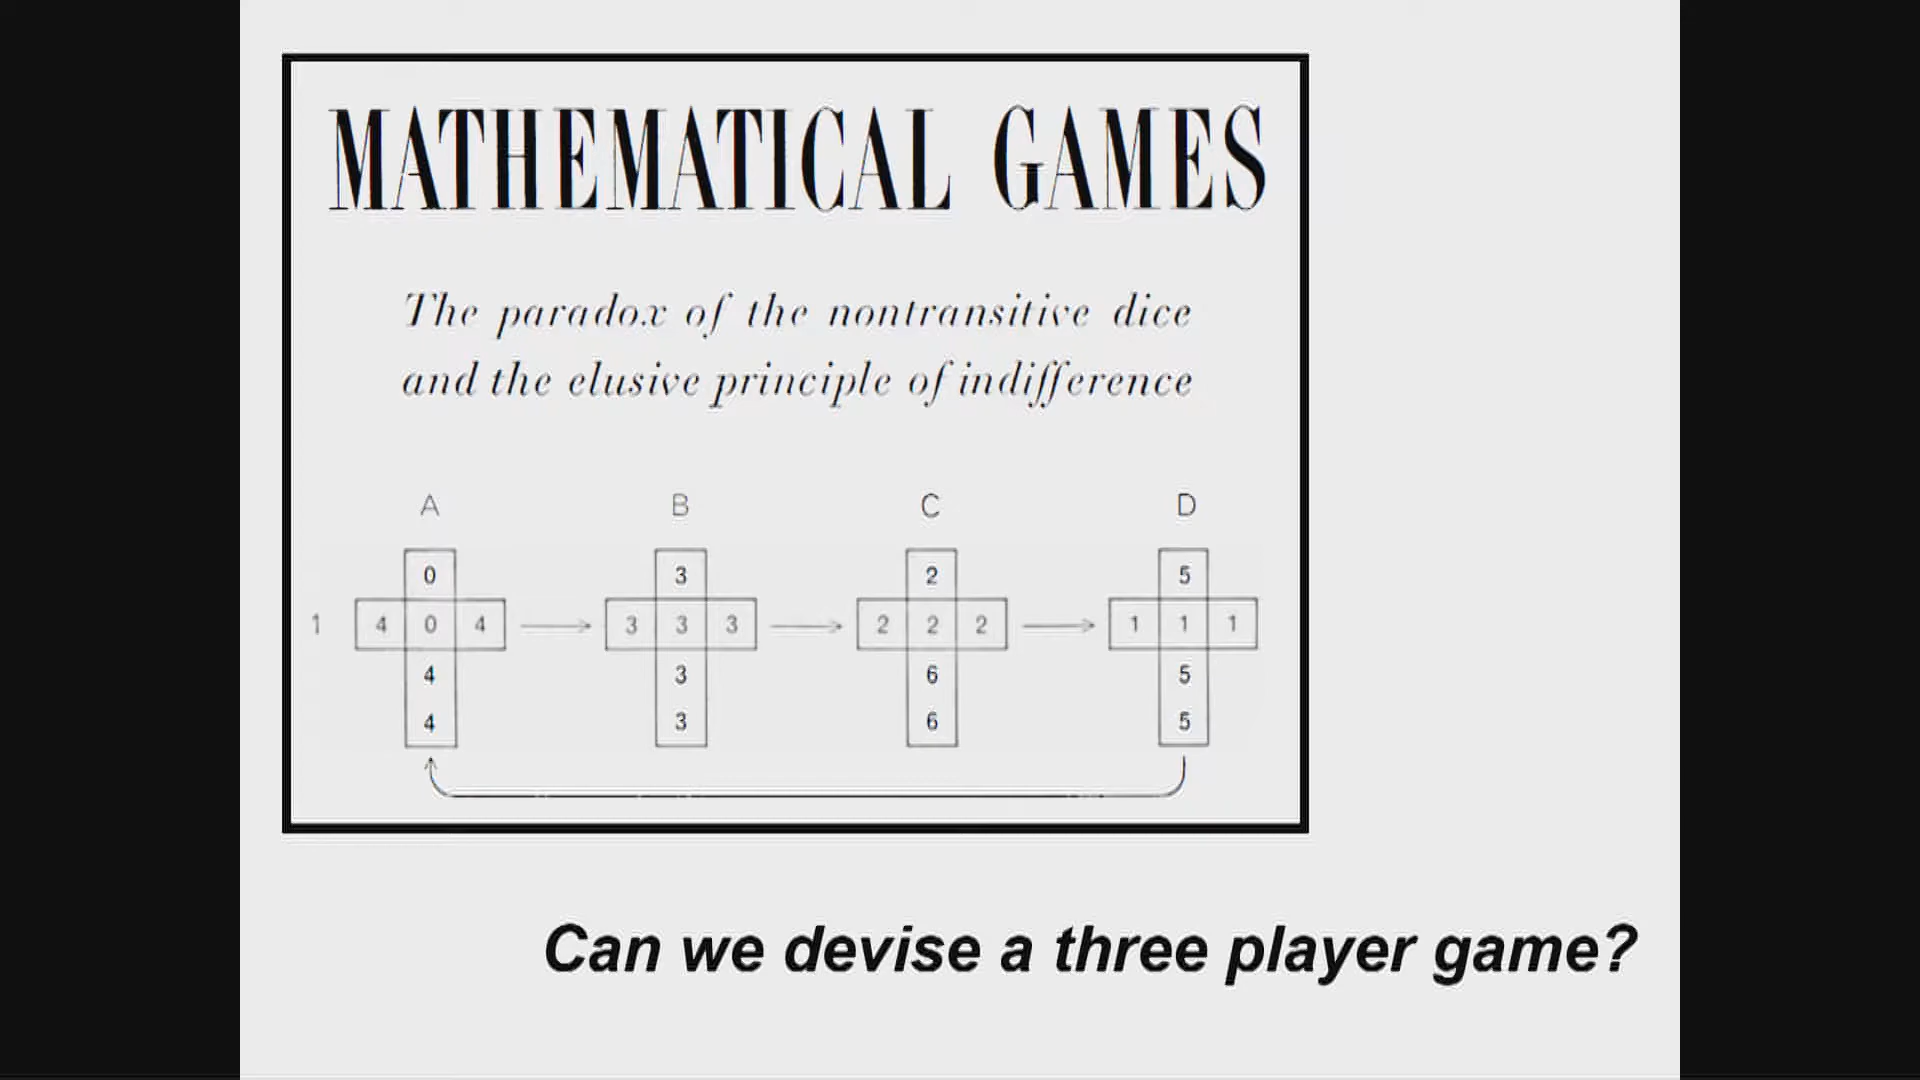 MATHEMATICAL GAMES
The paradox of the nontransitive dice
and the elusive principle of indifference
A B C D
0 3 2 5
1 4 0 4 3 3 3 2 2 2 1 1 1
4 3 6 5
4 3 6 5
Can we devise a three player game?